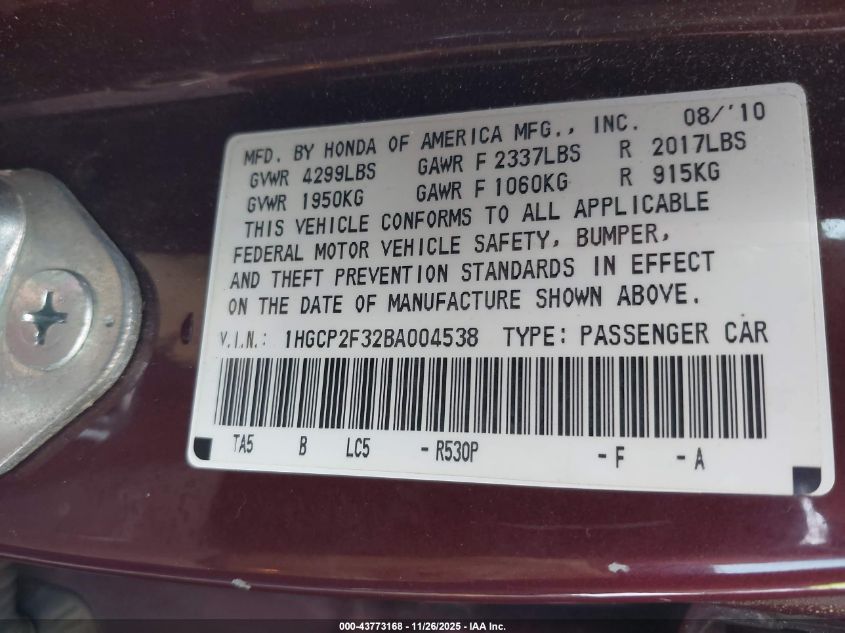 MFD. BY HONDA OF AMERICA MFG., INC. 08/'10
GVWR 4299LBS GAWR F 2337LBS R 2017LBS
GVWR 1950KG GAWR F 1060KG R 915KG
THIS VEHICLE CONFORMS TO ALL APPLICABLE
FEDERAL MOTOR VEHICLE SAFETY, BUMPER,
AND THEFT PREVENTION STANDARDS IN EFFECT
ON THE DATE OF MANUFACTURE SHOWN ABOVE.
V.I.N.: 1HGCP2F32BA004538 TYPE: PASSENGER CAR
TA5 B LC5 - R530P - F - A
000-43773168 - 11/26/2025 - IAA Inc.